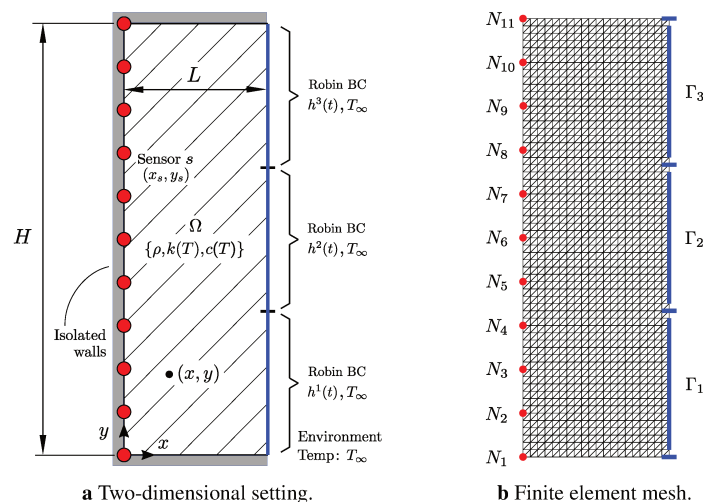 H
L
Sensor s
(xₛ, yₛ)
Ω
{ρ, k(T), c(T)}
Isolated
walls
(x, y)
y
x
Robin BC
h³(t), T∞
Robin BC
h²(t), T∞
Robin BC
h¹(t), T∞
Environment
Temp: T∞
a Two-dimensional setting.
N₁₁
N₁₀
N₉
N₈
N₇
N₆
N₅
N₄
N₃
N₂
N₁
Γ₃
Γ₂
Γ₁
b Finite element mesh.